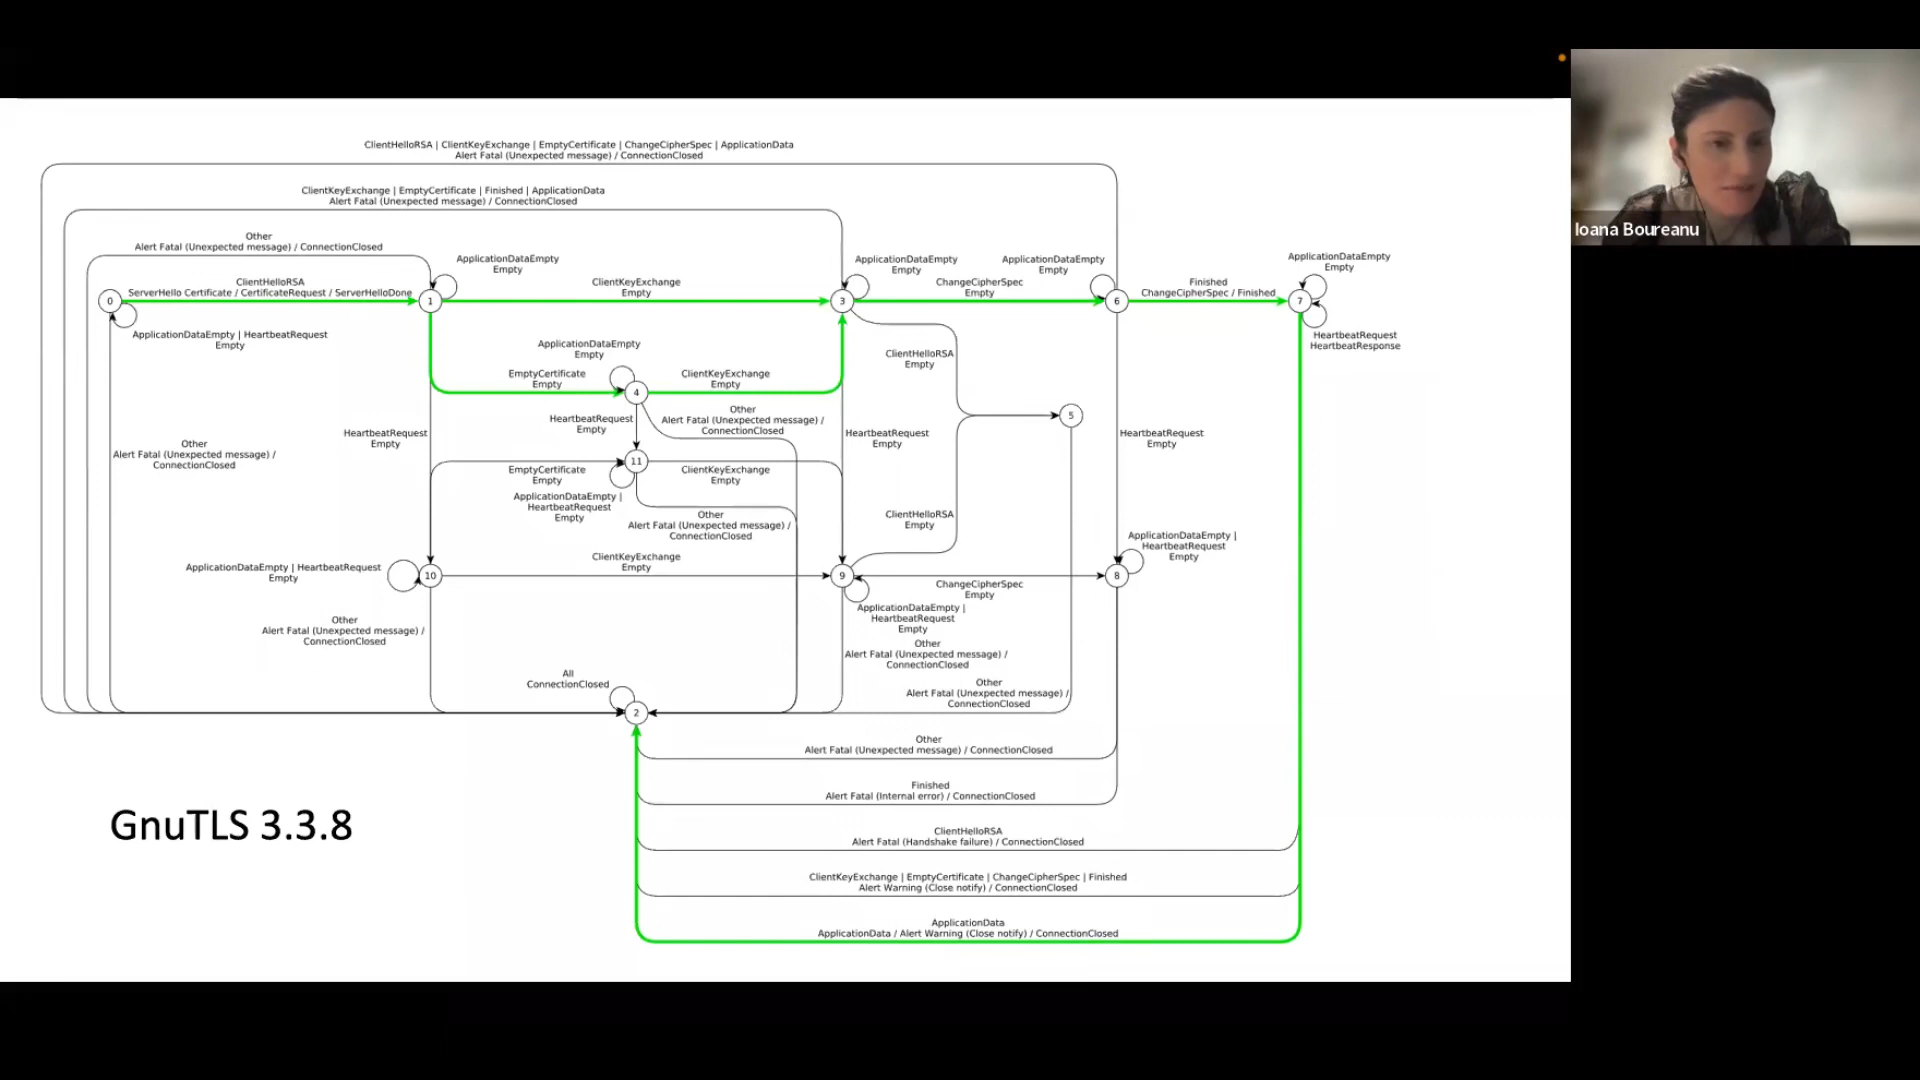 ClientHelloRSA | ClientKeyExchange | EmptyCertificate | ChangeCipherSpec | ApplicationData
Alert Fatal (Unexpected message) / ConnectionClosed
ClientKeyExchange | EmptyCertificate | Finished | ApplicationData
Alert Fatal (Unexpected message) / ConnectionClosed
Ioana Boureanu
Other
Alert Fatal (Unexpected message) / ConnectionClosed
ApplicationDataEmpty
Empty
ApplicationDataEmpty
Empty
ApplicationDataEmpty
Empty
ApplicationDataEmpty
Empty
ClientHelloRSA
ServerHello Certificate / CertificateRequest / ServerHelloDone
ClientKeyExchange
Empty
ChangeCipherSpec
Empty
Finished
ChangeCipherSpec / Finished
0
1
3
6
7
ApplicationDataEmpty | HeartbeatRequest
Empty
HeartbeatRequest
HeartbeatResponse
ApplicationDataEmpty
Empty
ClientHelloRSA
Empty
EmptyCertificate
Empty
ClientKeyExchange
Empty
4
Other
Alert Fatal (Unexpected message) /
ConnectionClosed
5
HeartbeatRequest
Empty
HeartbeatRequest
Empty
HeartbeatRequest
Empty
HeartbeatRequest
Empty
Other
Alert Fatal (Unexpected message) /
ConnectionClosed
11
EmptyCertificate
Empty
ClientKeyExchange
Empty
ApplicationDataEmpty |
HeartbeatRequest
Empty
Other
Alert Fatal (Unexpected message) /
ConnectionClosed
ClientHelloRSA
Empty
ApplicationDataEmpty |
HeartbeatRequest
Empty
ClientKeyExchange
Empty
ApplicationDataEmpty | HeartbeatRequest
Empty
10
9
8
ChangeCipherSpec
Empty
ApplicationDataEmpty |
HeartbeatRequest
Empty
Other
Alert Fatal (Unexpected message) /
ConnectionClosed
Other
Alert Fatal (Unexpected message) /
ConnectionClosed
All
ConnectionClosed
Other
Alert Fatal (Unexpected message) /
ConnectionClosed
2
Other
Alert Fatal (Unexpected message) / ConnectionClosed
Finished
Alert Fatal (Internal error) / ConnectionClosed
GnuTLS 3.3.8
ClientHelloRSA
Alert Fatal (Handshake failure) / ConnectionClosed
ClientKeyExchange | EmptyCertificate | ChangeCipherSpec | Finished
Alert Warning (Close notify) / ConnectionClosed
ApplicationData
ApplicationData / Alert Warning (Close notify) / ConnectionClosed